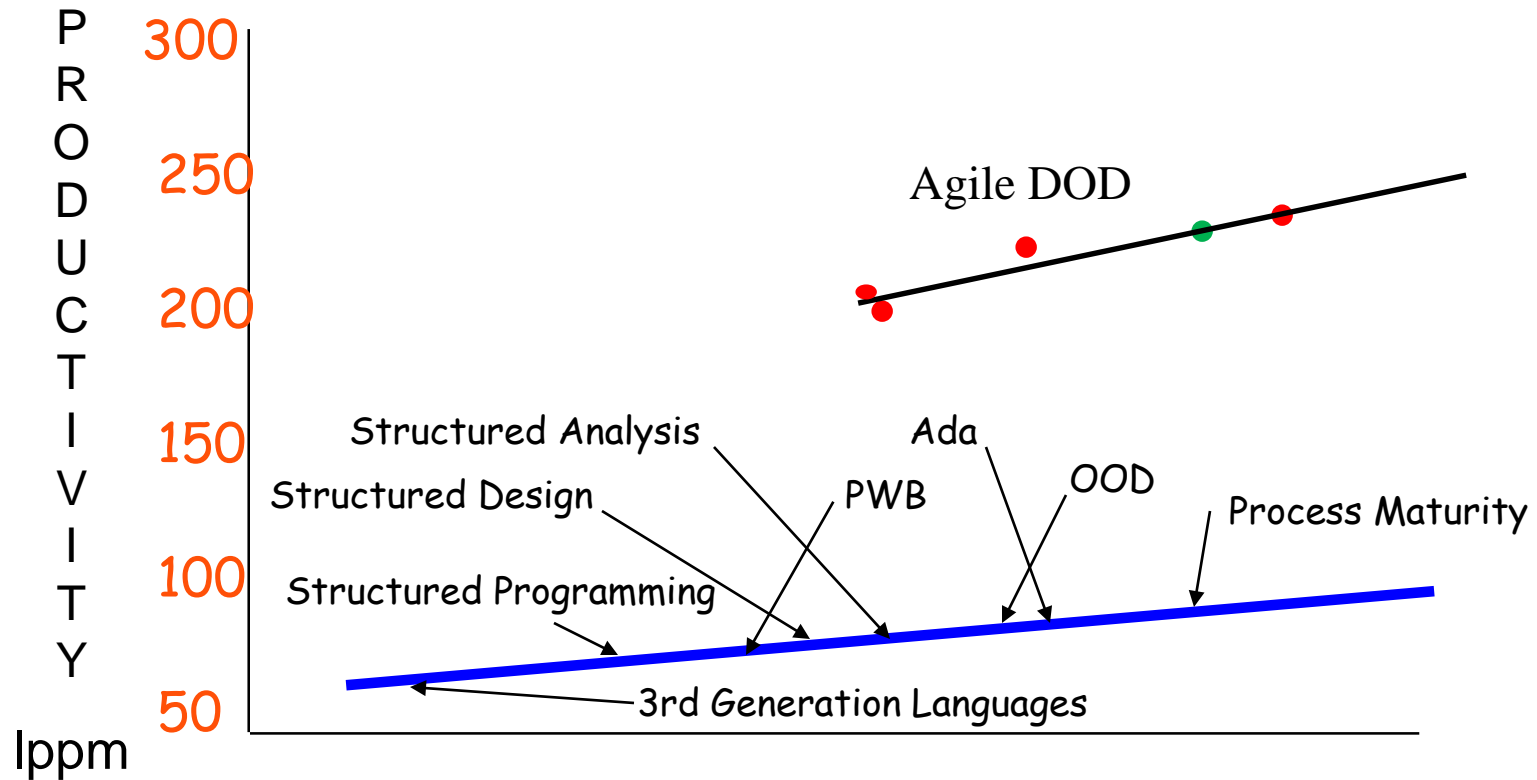 PRODUCTIVITY
300
250
200
150
100
50
lppm
Agile DOD
Structured Analysis
Ada
Structured Design
PWB
OOD
Process Maturity
Structured Programming
3rd Generation Languages